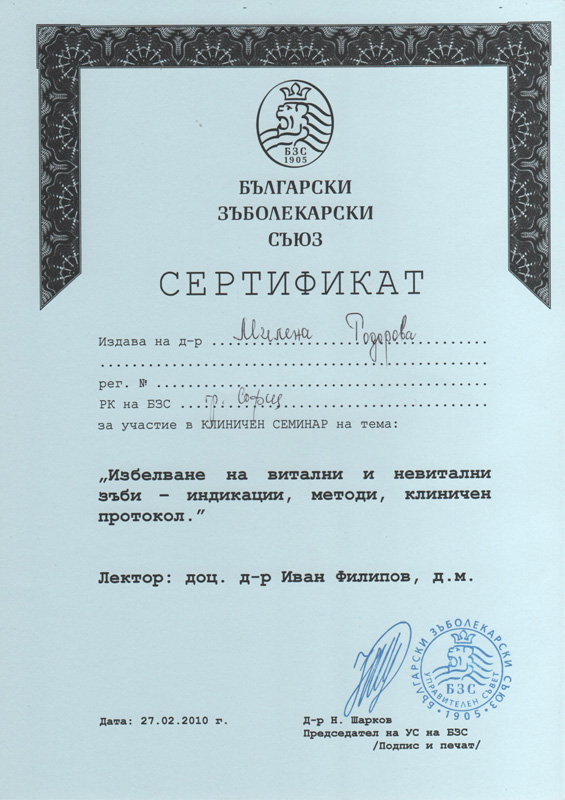 БЗС
1905
БЪЛГАРСКИ
ЗЪБОЛЕКАРСКИ
СЪЮЗ
СЕРТИФИКАТ
Издава на д-р ...Милена Тодорова...
рег. № ...
РК на БЗС ...гр. София...
за участие в КЛИНИЧЕН СЕМИНАР на тема:
„Избелване на витални и невитални
зъби – индикации, методи, клиничен
протокол.”
Лектор: доц. д-р Иван Филипов, д.м.
БЪЛГАРСКИ ЗЪБОЛЕКАРСКИ СЪЮЗ
УПРАВИТЕЛЕН СЪВЕТ
БЗС
• 1905 •
Дата: 27.02.2010 г.
Д-р Н. Шарков
Председател на УС на БЗС
/Подпис и печат/